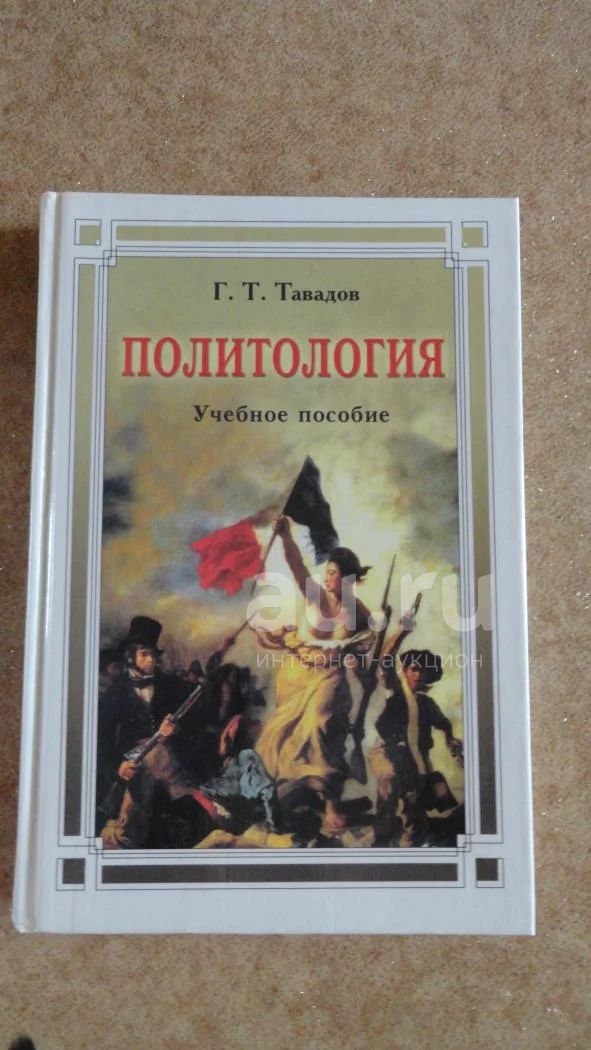 Г. Т. Тавадов
ПОЛИТОЛОГИЯ
Учебное пособие
au.ru
интернет-аукцион